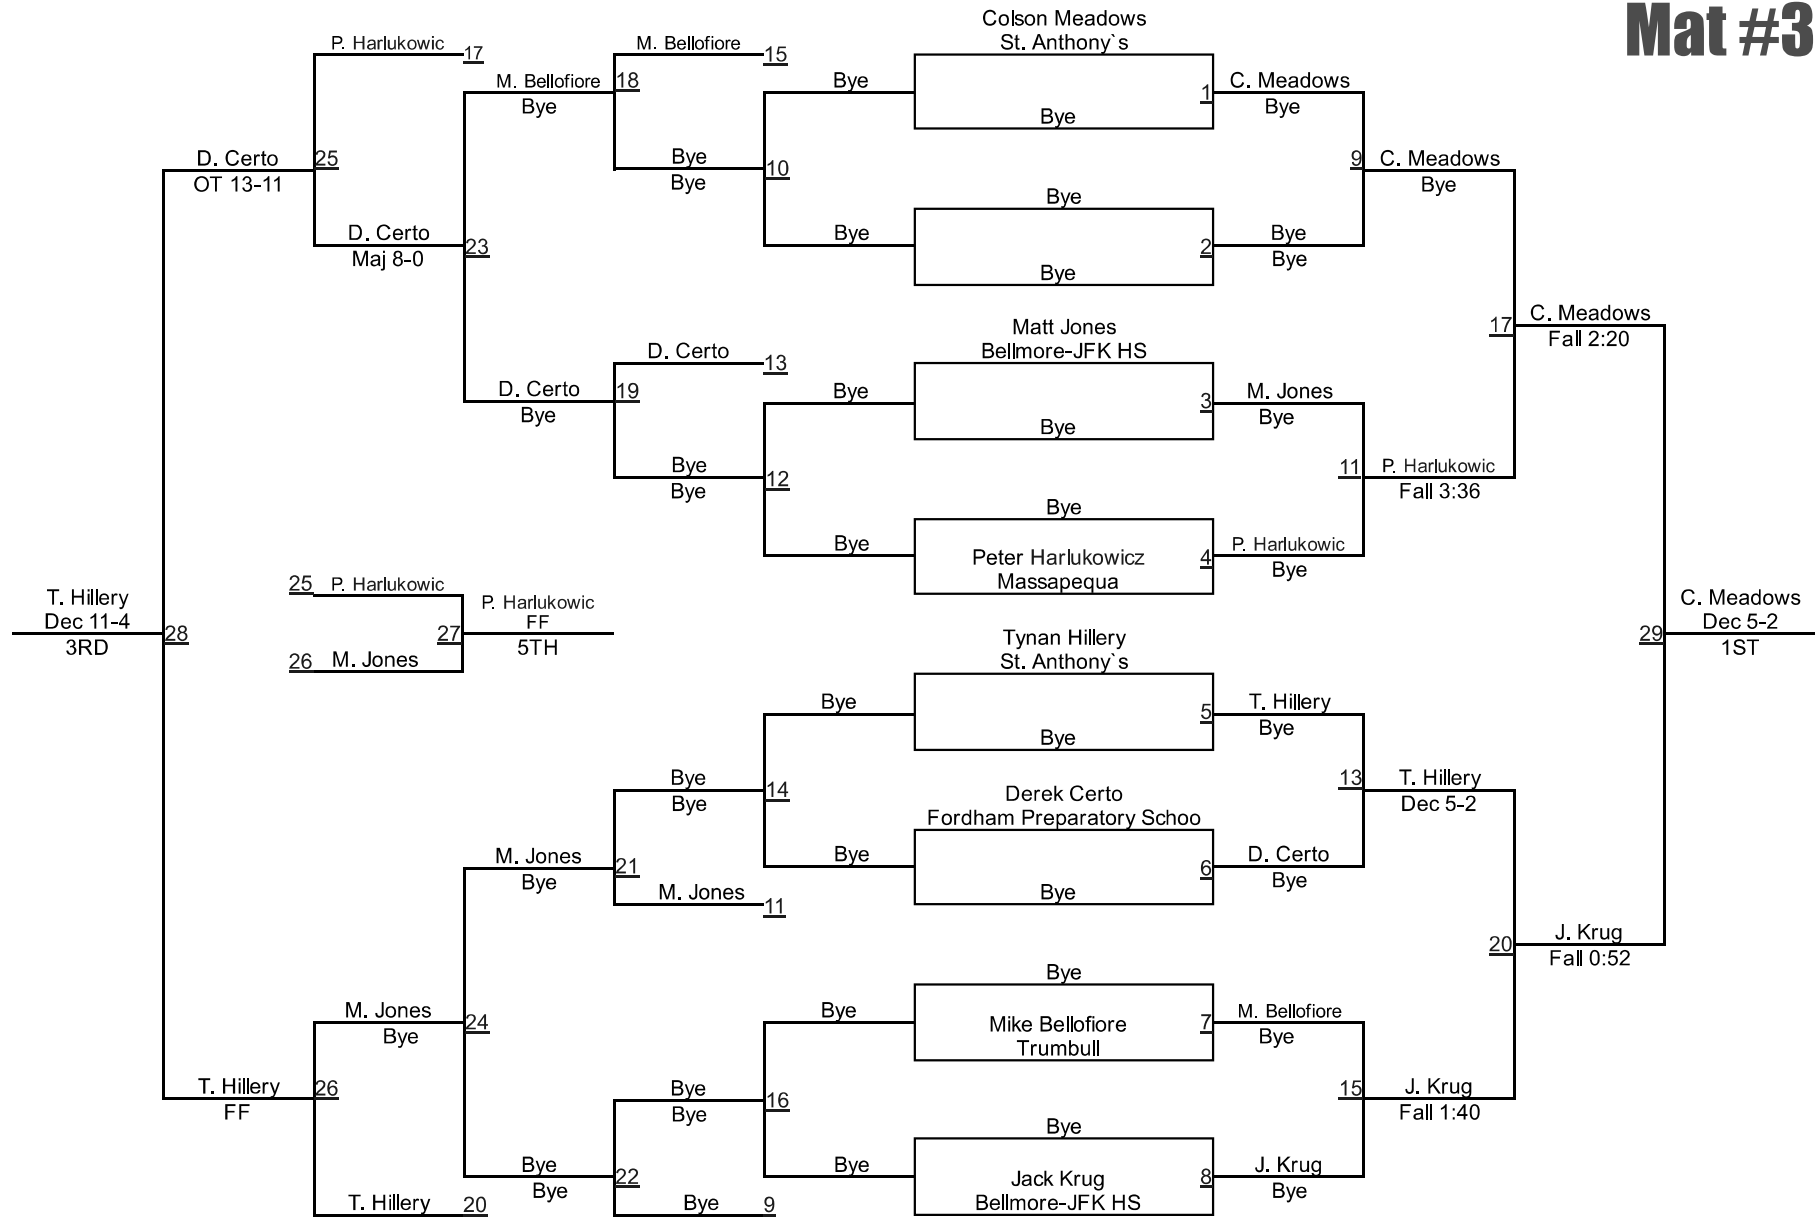 Mat #3
Colson Meadows
St. Anthony`s
Bye
1
Bye
Bye
2
Matt Jones
Bellmore-JFK HS
Bye
3
Bye
Peter Harlukowicz
Massapequa
4
Tynan Hillery
St. Anthony`s
Bye
5
Derek Certo
Fordham Preparatory Schoo
Bye
6
Bye
Mike Bellofiore
Trumbull
7
Bye
Jack Krug
Bellmore-JFK HS
8
C. Meadows
Bye
Bye
Bye
M. Jones
Bye
P. Harlukowic
Bye
T. Hillery
Bye
D. Certo
Bye
M. Bellofiore
Bye
J. Krug
Bye
9
C. Meadows
Bye
11
P. Harlukowic
Fall 3:36
13
T. Hillery
Dec 5-2
15
J. Krug
Fall 1:40
17
C. Meadows
Fall 2:20
20
J. Krug
Fall 0:52
29
C. Meadows
Dec 5-2
1ST
Bye
Bye
Bye
Bye
Bye
Bye
Bye
Bye
M. Bellofiore
15
Bye
Bye
10
D. Certo
13
Bye
Bye
12
Bye
Bye
14
M. Jones
11
Bye
Bye
16
Bye
9
M. Bellofiore
Bye
18
D. Certo
Bye
19
M. Jones
Bye
21
Bye
Bye
22
P. Harlukowic
17
D. Certo
Maj 8-0
23
M. Jones
Bye
24
T. Hillery
20
D. Certo
OT 13-11
25
T. Hillery
FF
26
25
P. Harlukowic
26
M. Jones
27
P. Harlukowic
FF
5TH
T. Hillery
Dec 11-4
3RD
28